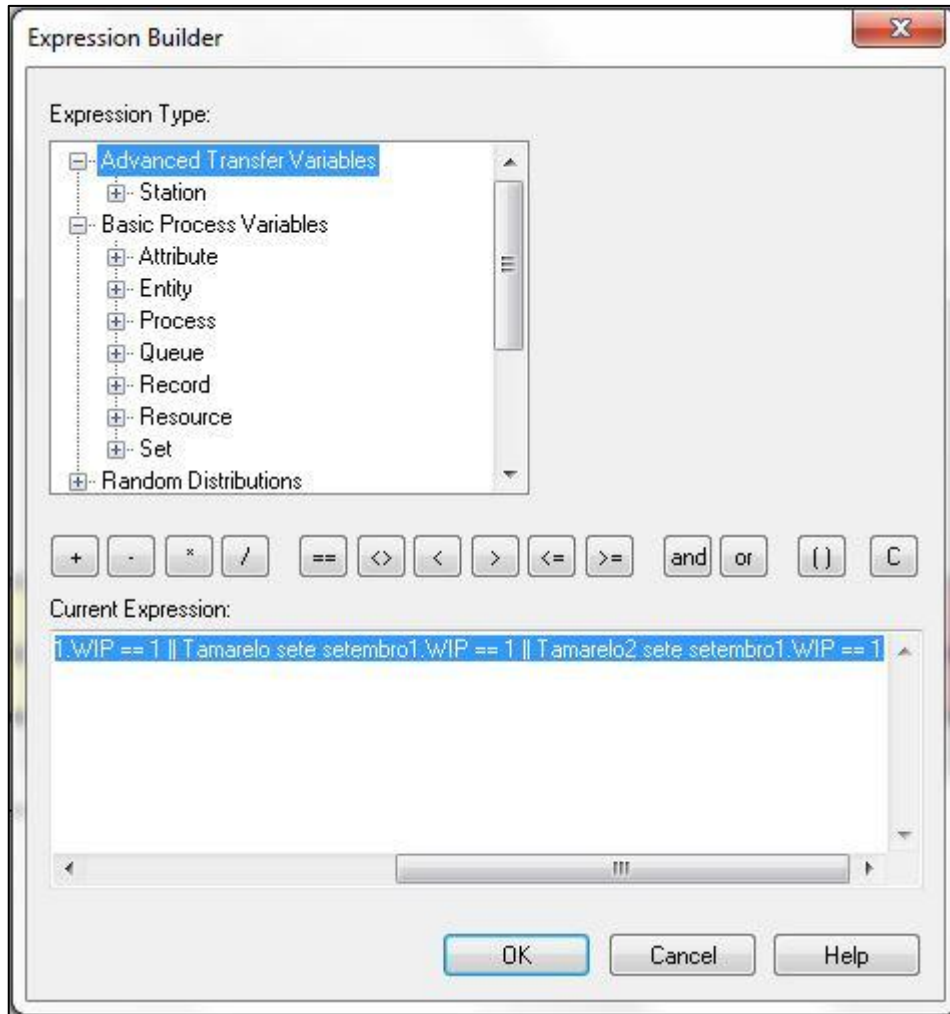 Expression Builder
Expression Type:
Advanced Transfer Variables
Station
Basic Process Variables
Attribute
Entity
Process
Queue
Record
Resource
Set
Random Distributions
+ - * / == <> < > <= >= and or ( ) C
Current Expression:
1.WIP == 1 || Tamarelo sete setembro1.WIP == 1 || Tamarelo2 sete setembro1.WIP == 1
OK Cancel Help